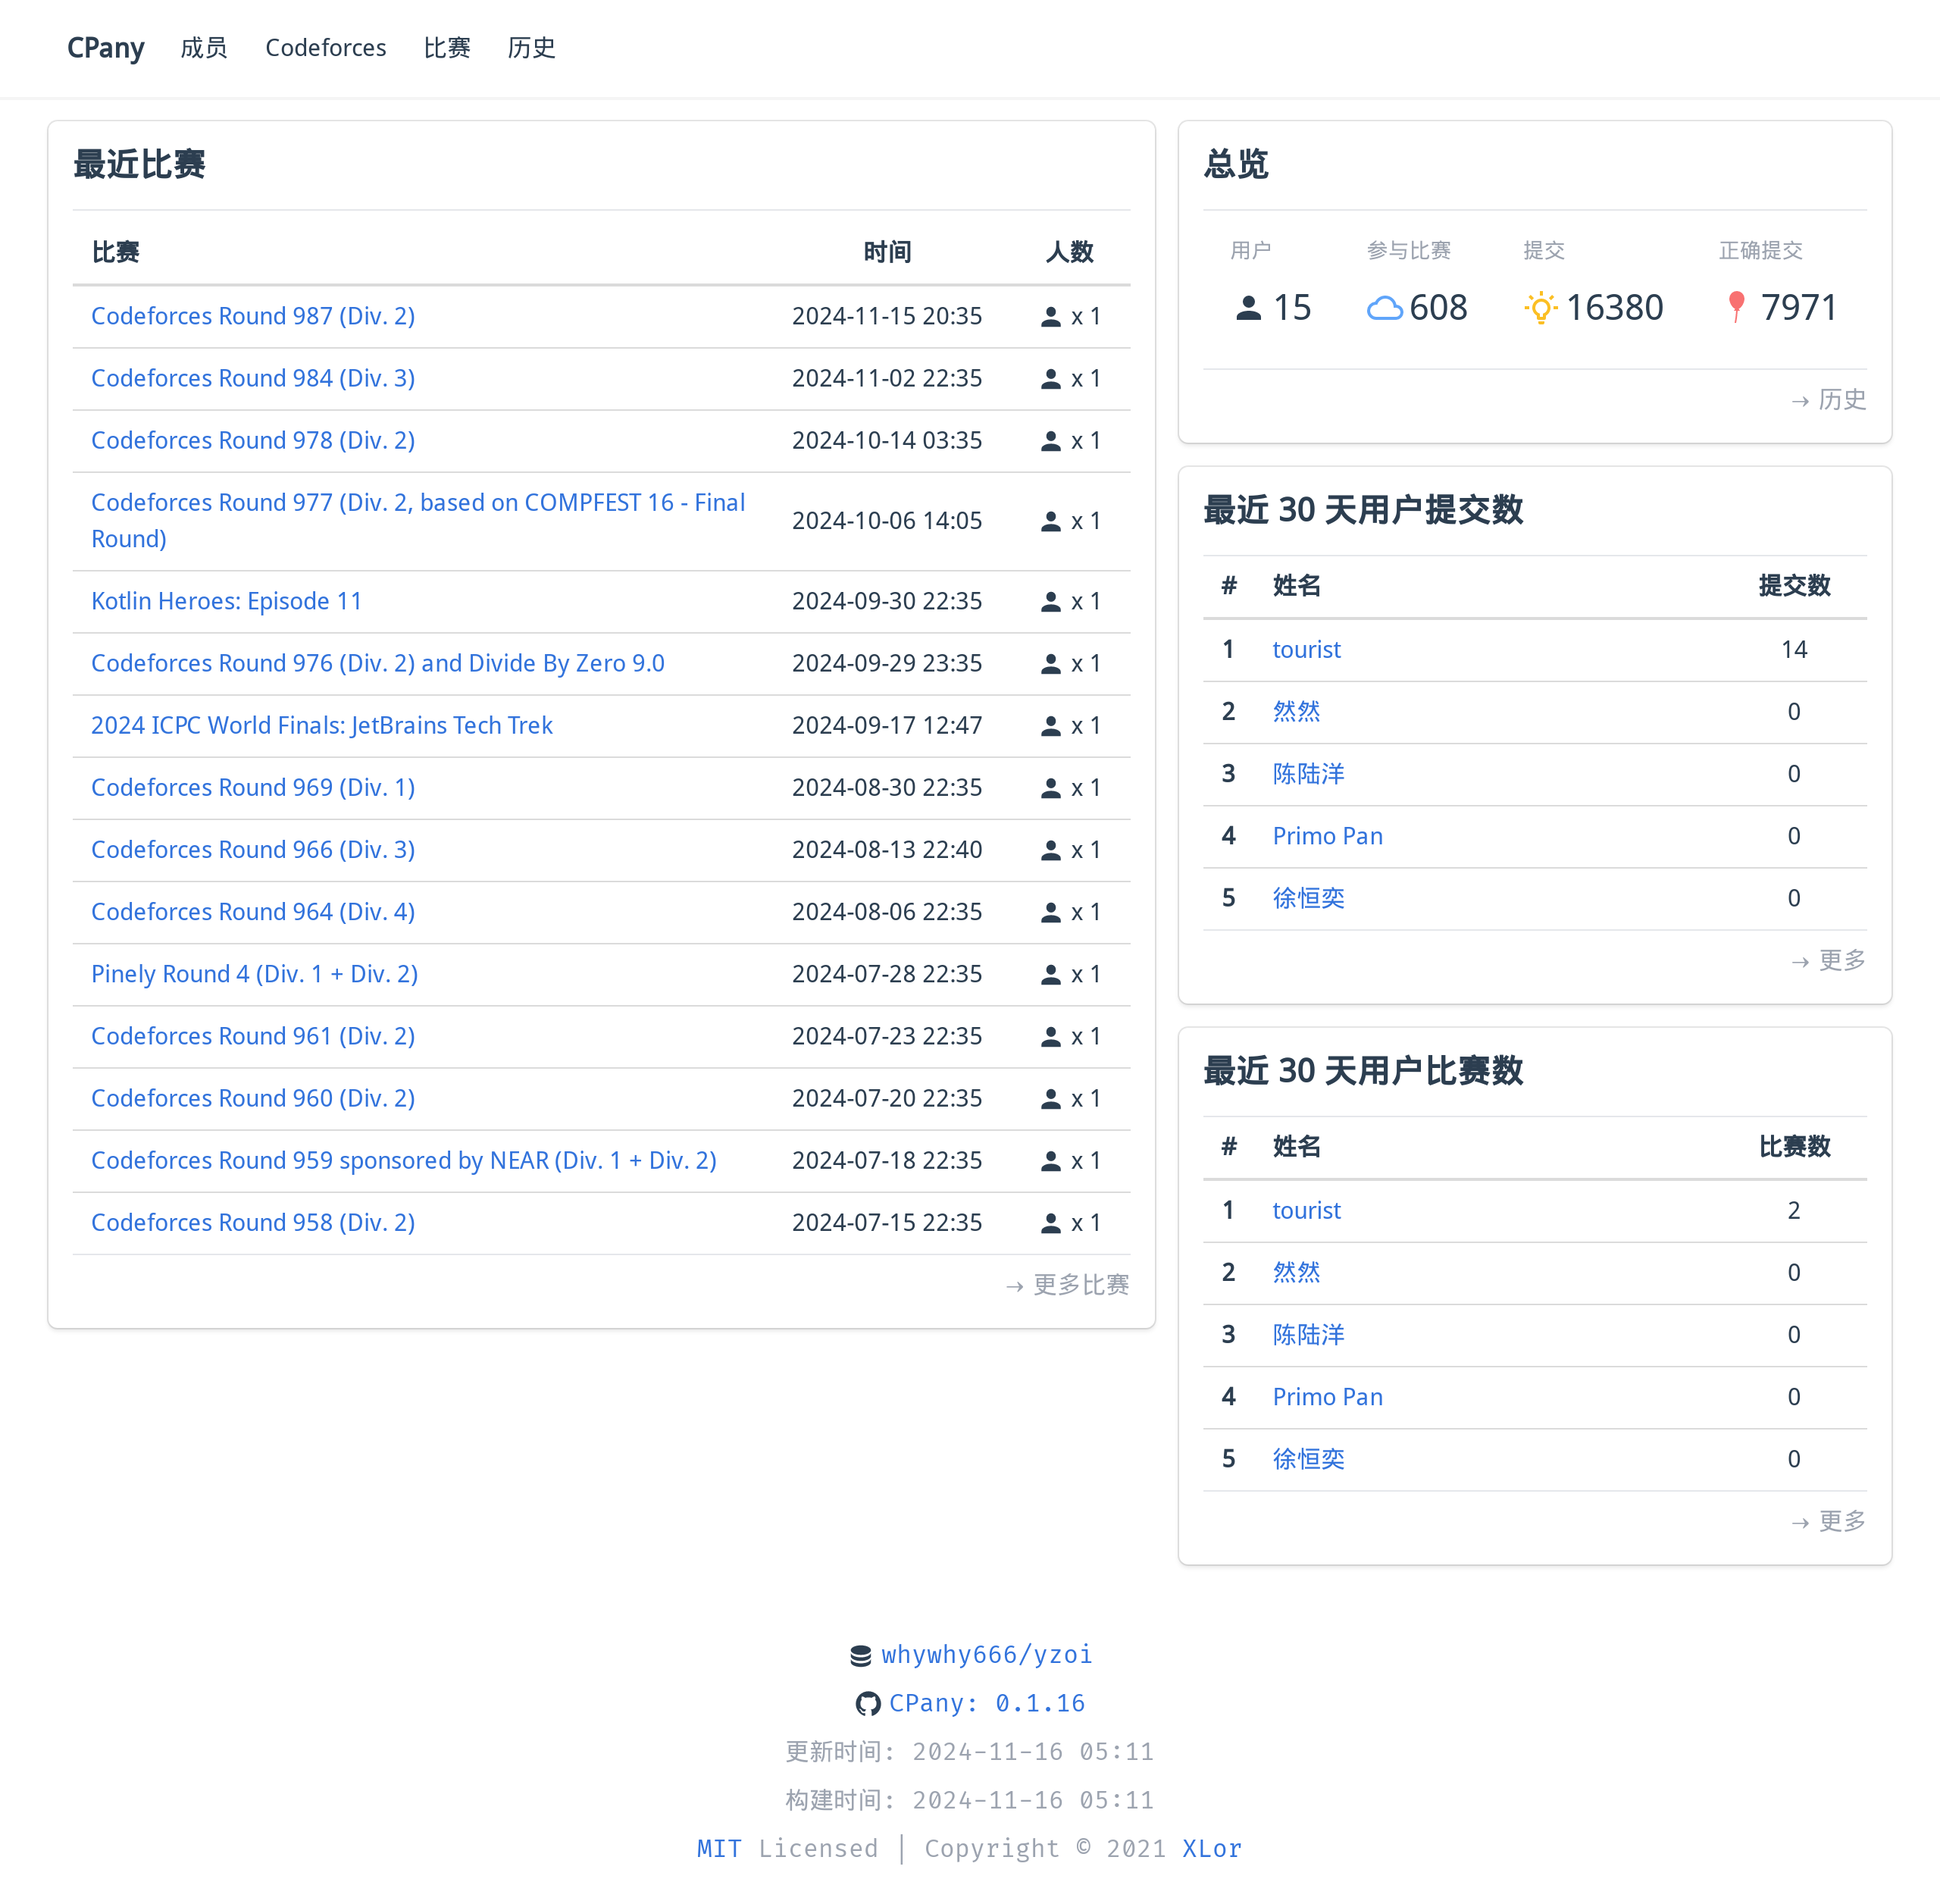 CPany 成员 Codeforces 比赛 历史
最近比赛
比赛 时间 人数
Codeforces Round 987 (Div. 2) 2024-11-15 20:35 x 1
Codeforces Round 984 (Div. 3) 2024-11-02 22:35 x 1
Codeforces Round 978 (Div. 2) 2024-10-14 03:35 x 1
Codeforces Round 977 (Div. 2, based on COMPFEST 16 - Final
Round) 2024-10-06 14:05 x 1
Kotlin Heroes: Episode 11 2024-09-30 22:35 x 1
Codeforces Round 976 (Div. 2) and Divide By Zero 9.0 2024-09-29 23:35 x 1
2024 ICPC World Finals: JetBrains Tech Trek 2024-09-17 12:47 x 1
Codeforces Round 969 (Div. 1) 2024-08-30 22:35 x 1
Codeforces Round 966 (Div. 3) 2024-08-13 22:40 x 1
Codeforces Round 964 (Div. 4) 2024-08-06 22:35 x 1
Pinely Round 4 (Div. 1 + Div. 2) 2024-07-28 22:35 x 1
Codeforces Round 961 (Div. 2) 2024-07-23 22:35 x 1
Codeforces Round 960 (Div. 2) 2024-07-20 22:35 x 1
Codeforces Round 959 sponsored by NEAR (Div. 1 + Div. 2) 2024-07-18 22:35 x 1
Codeforces Round 958 (Div. 2) 2024-07-15 22:35 x 1
→ 更多比赛
总览
用户 参与比赛 提交 正确提交
15 608 16380 7971
→ 历史
最近 30 天用户提交数
# 姓名 提交数
1 tourist 14
2 然然 0
3 陈陆洋 0
4 Primo Pan 0
5 徐恒奕 0
→ 更多
最近 30 天用户比赛数
# 姓名 比赛数
1 tourist 2
2 然然 0
3 陈陆洋 0
4 Primo Pan 0
5 徐恒奕 0
→ 更多
whywhy666/yzoi
CPany: 0.1.16
更新时间: 2024-11-16 05:11
构建时间: 2024-11-16 05:11
MIT Licensed | Copyright © 2021 XLor